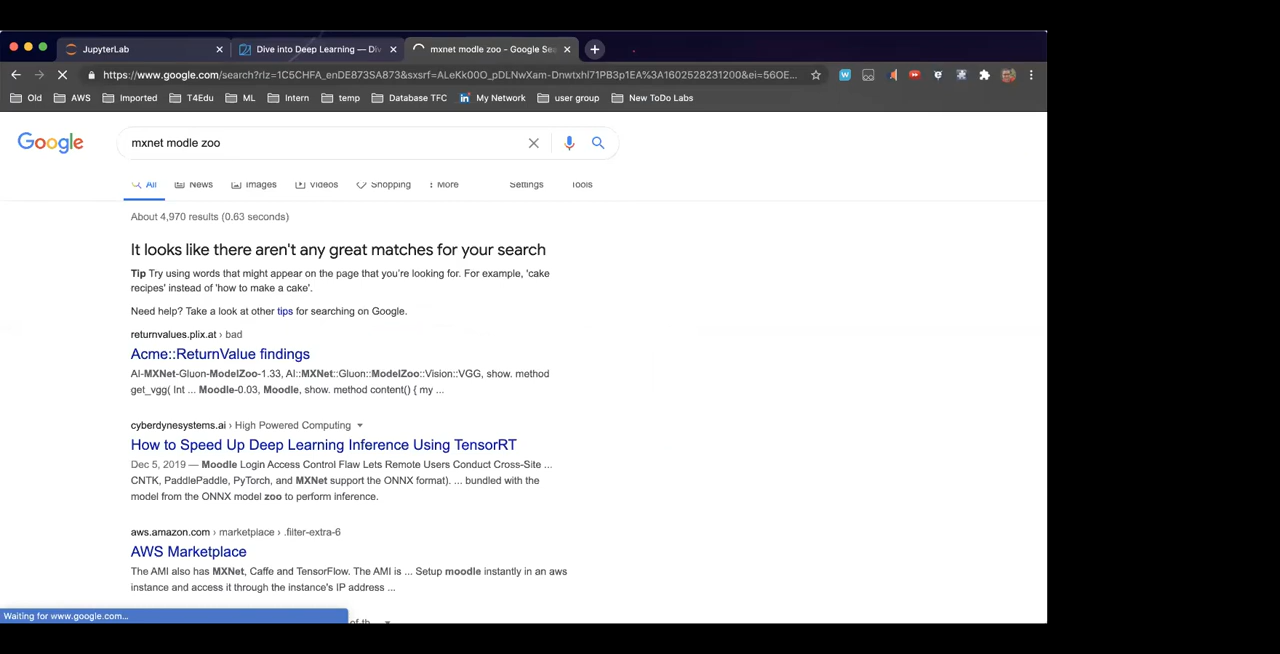 JupyterLab
Dive into Deep Learning — Div
mxnet modle zoo - Google Sea
https://www.google.com/search?rlz=1C5CHFA_enDE873SA873&sxsrf=ALeKk00O_pDLNwXam-Dnwtxhl71PB3p1EA%3A1602528231200&ei=56OE...
Old AWS Imported T4Edu ML Intern temp Database TFC My Network user group New ToDo Labs
Google
mxnet modle zoo
All News Images Videos Shopping More Settings Tools
About 4,970 results (0.63 seconds)
It looks like there aren't any great matches for your search
Tip Try using words that might appear on the page that you're looking for. For example, 'cake
recipes' instead of 'how to make a cake'.
Need help? Take a look at other tips for searching on Google.
returnvalues.plix.at › bad
Acme::ReturnValue findings
AI-MXNet-Gluon-ModelZoo-1.33, AI::MXNet::Gluon::ModelZoo::Vision::VGG, show. method
get_vgg( Int ... Moodle-0.03, Moodle, show. method content() { my ...
cyberdynesystems.ai › High Powered Computing
How to Speed Up Deep Learning Inference Using TensorRT
Dec 5, 2019 — Moodle Login Access Control Flaw Lets Remote Users Conduct Cross-Site ...
CNTK, PaddlePaddle, PyTorch, and MXNet support the ONNX format). ... bundled with the
model from the ONNX model zoo to perform inference.
aws.amazon.com › marketplace › .filter-extra-6
AWS Marketplace
The AMI also has MXNet, Caffe and TensorFlow. The AMI is ... Setup moodle instantly in an aws
instance and access it through the instance's IP address ...
Waiting for www.google.com...